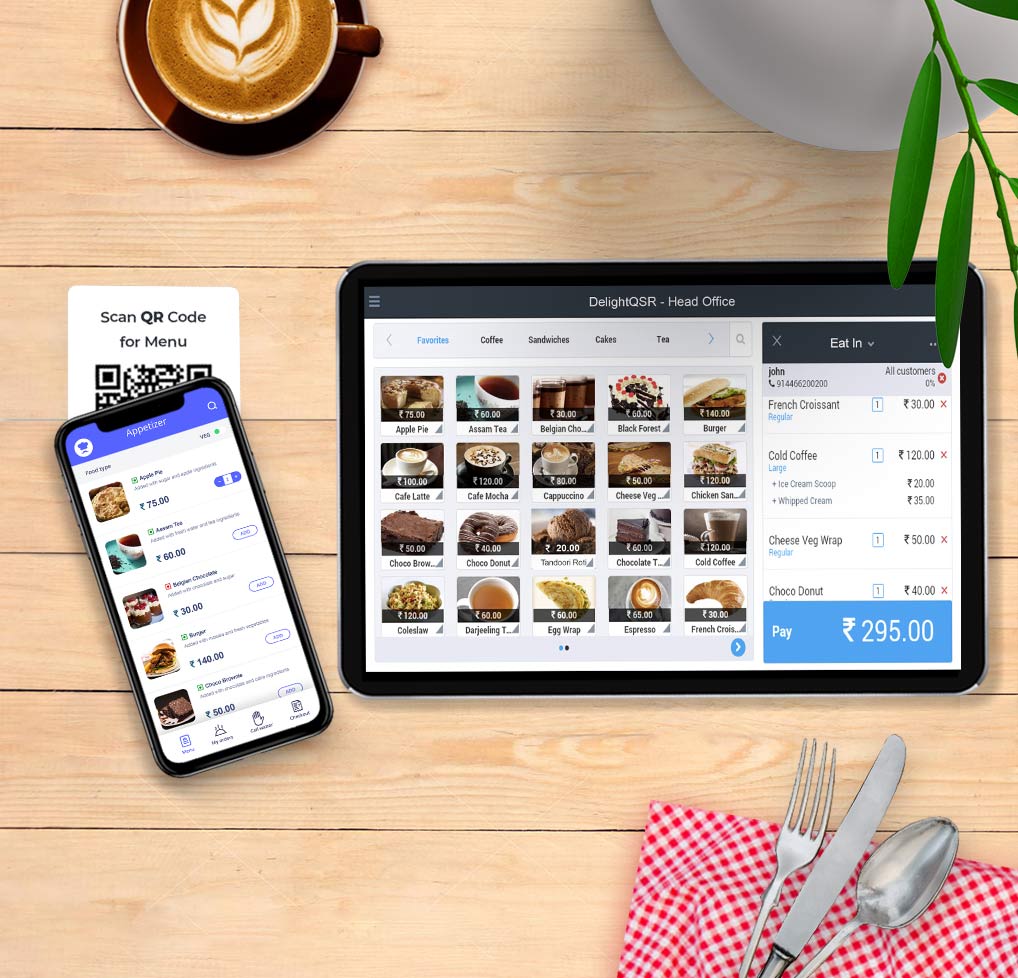 Scan QR Code
for Menu
Appetizer
Food type
VEG
Apple Pie
Added with sugar and apple ingredients
₹ 75.00
- 1 +
Assam Tea
Added with fresh water and tea ingredients
₹ 60.00
ADD
Belgian Chocolate
Added with chocolate and sugar
₹ 30.00
ADD
Burger
Added with masala and fresh vegetables
₹ 140.00
ADD
Choco Brownie
Added with chocolate and cake ingredients
₹ 50.00
ADD
Menu
My orders
Call waiter
Checkout
DelightQSR - Head Office
Favorites Coffee Sandwiches Cakes Tea
₹ 75.00 ₹ 60.00 ₹ 30.00 ₹ 60.00 ₹ 140.00
Apple Pie Assam Tea Belgian Cho... Black Forest Burger
₹ 100.00 ₹ 120.00 ₹ 80.00 ₹ 50.00 ₹ 120.00
Cafe Latte Cafe Mocha Cappuccino Cheese Veg ... Chicken San...
₹ 50.00 ₹ 40.00 ₹ 20.00 ₹ 60.00 ₹ 120.00
Choco Brow... Choco Donut Tandoori Roti Chocolate T... Cold Coffee
₹ 120.00 ₹ 60.00 ₹ 60.00 ₹ 65.00 ₹ 30.00
Coleslaw Darjeeling T... Egg Wrap Espresso French Crois...
Eat In
john All customers
914466200200 0%
French Croissant 1 ₹ 30.00
Regular
Cold Coffee 1 ₹ 120.00
Large
+ Ice Cream Scoop ₹ 20.00
+ Whipped Cream ₹ 35.00
Cheese Veg Wrap 1 ₹ 50.00
Regular
Choco Donut 1 ₹ 40.00
Pay ₹ 295.00